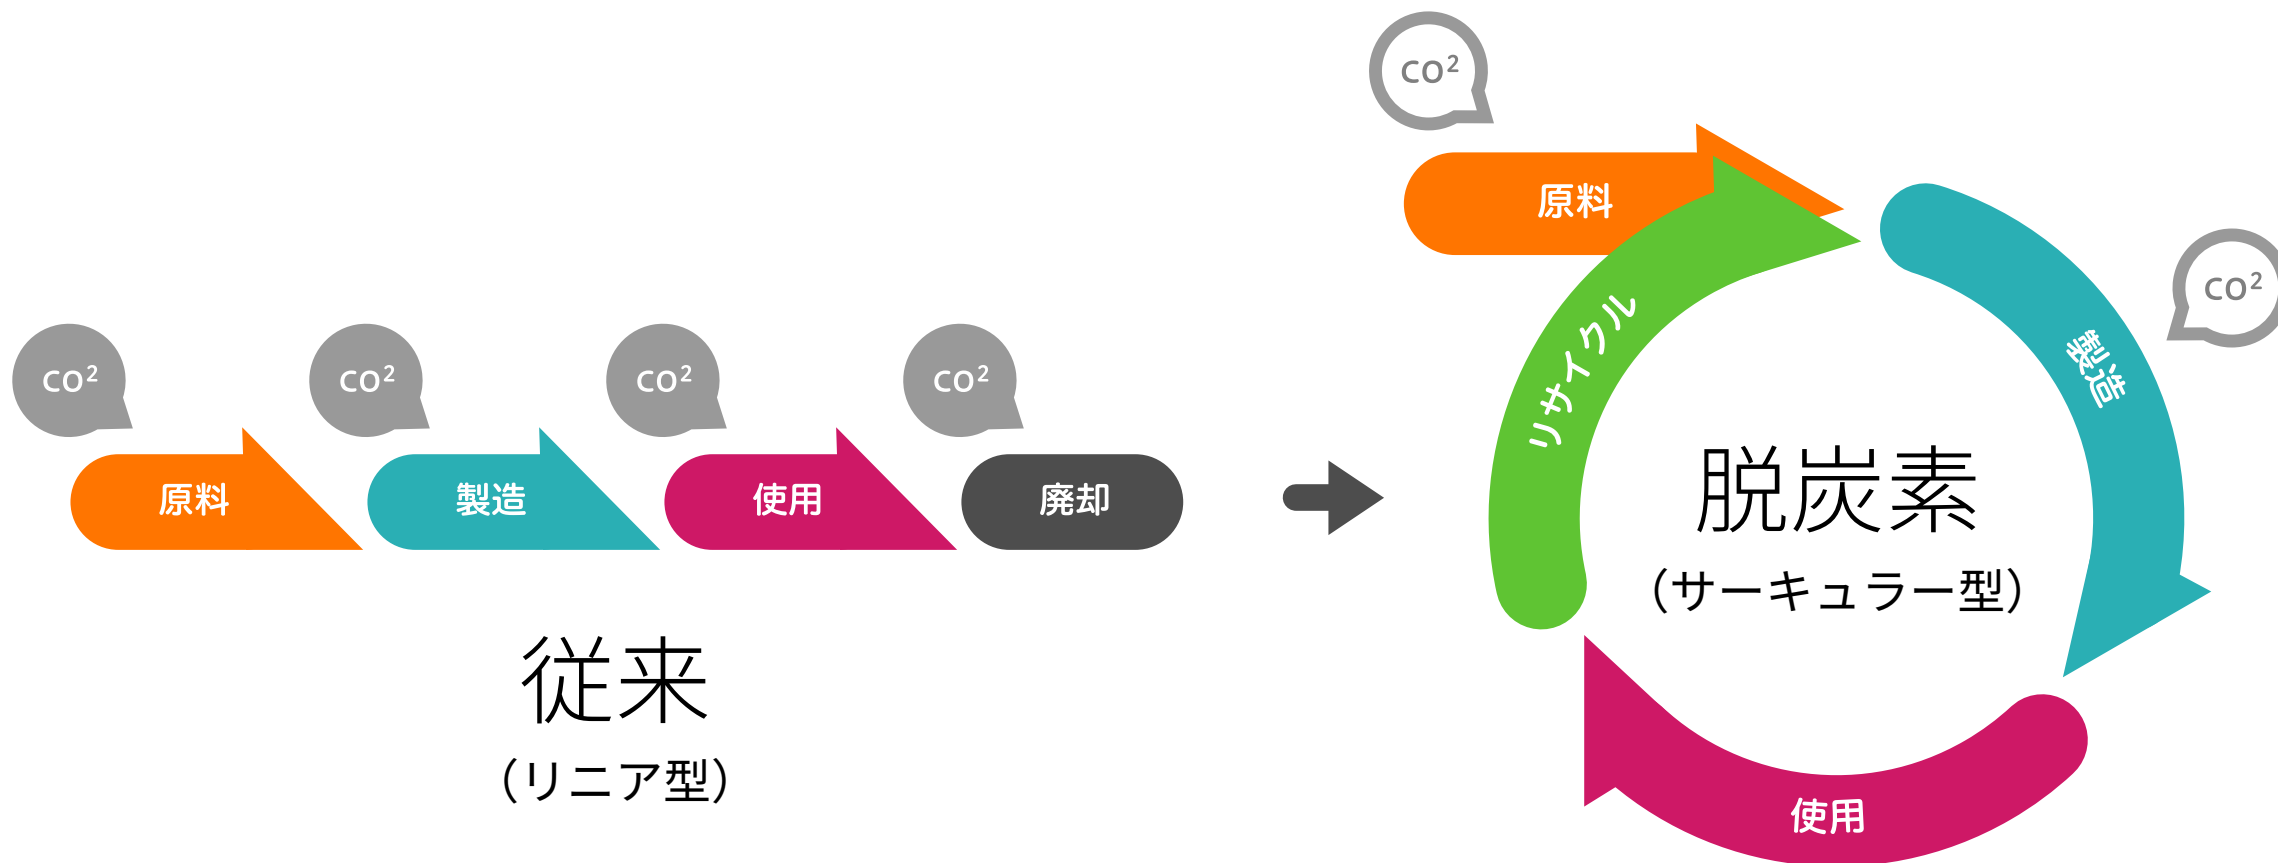 co²
co²
co²
co²
原料
製造
使用
廃却
従来
（リニア型）
co²
原料
co²
リサイクル
製造
脱炭素
（サーキュラー型）
使用